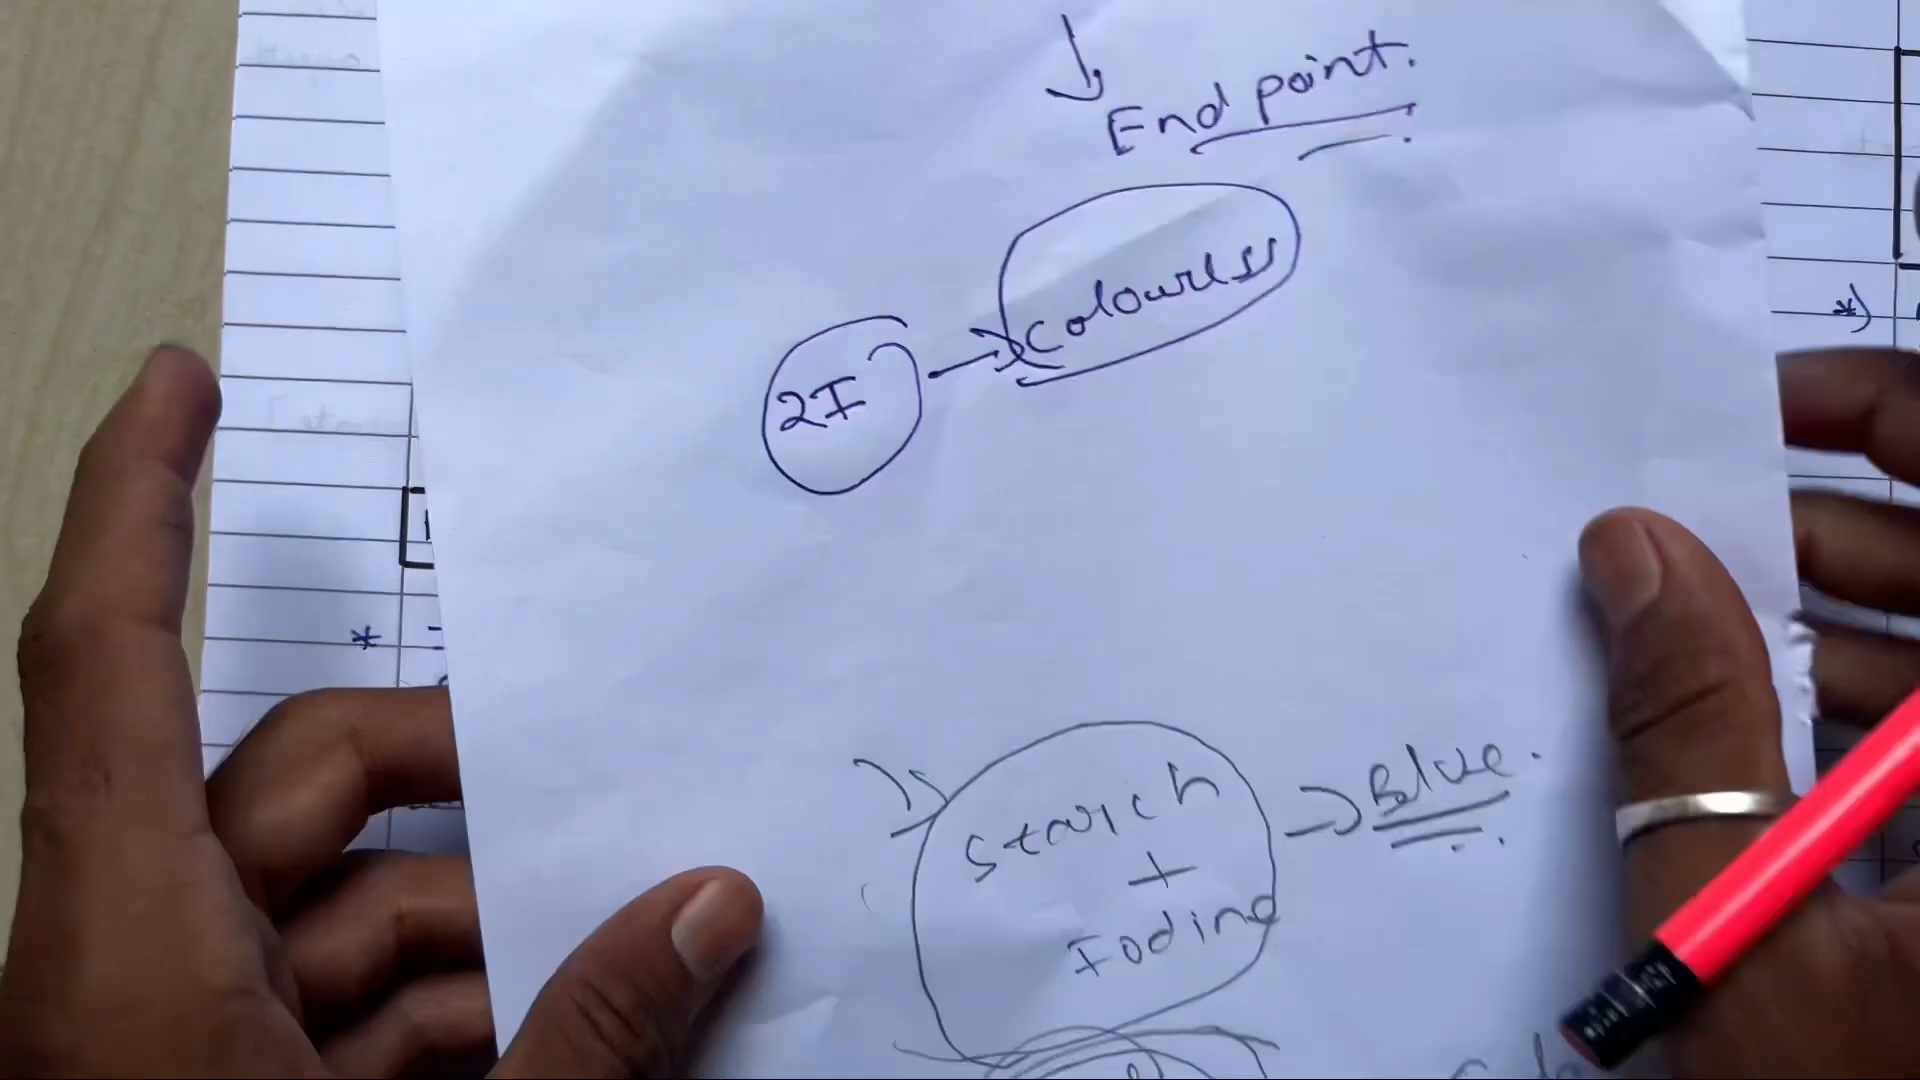 ↓
End point.
2I⁻ → colourless
Starch → Blue.
+
Iodine
*)
*